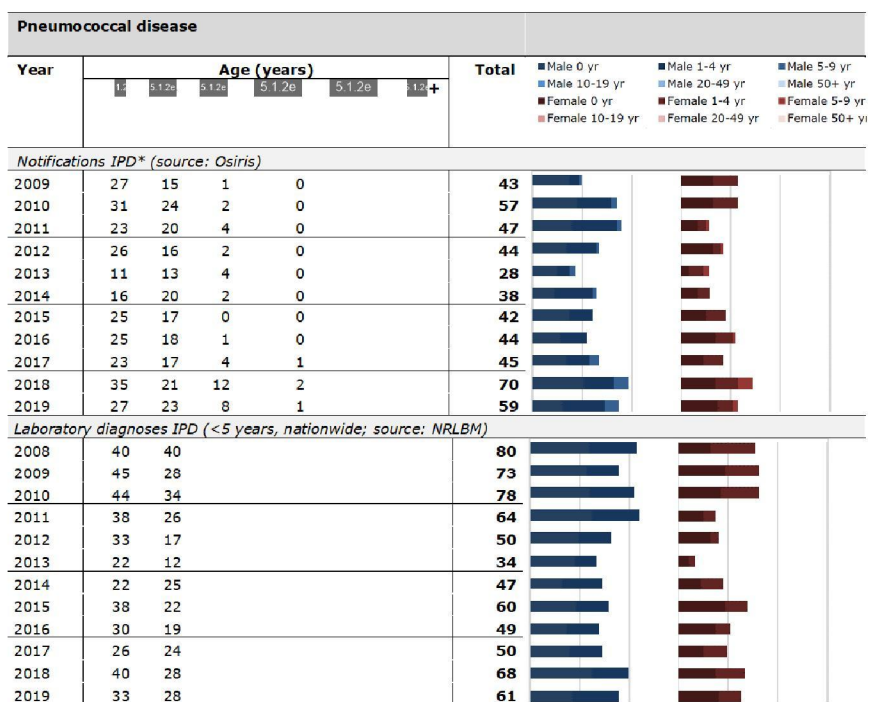 Pneumococcal disease
Year Age (years) Total Male 0 yr Male 1-4 yr Male 5-9 yr
1.2 5.1.2e 5.1.2e 5.1.2e 5.1.2e + Male 10-19 yr Male 20-49 yr Male 50+ yr
Female 0 yr Female 1-4 yr Female 5-9 yr
Female 10-19 yr Female 20-49 yr Female 50+ yr
Notifications IPD* (source: Osiris)
2009 27 15 1 0 43
2010 31 24 2 0 57
2011 23 20 4 0 47
2012 26 16 2 0 44
2013 11 13 4 0 28
2014 16 20 2 0 38
2015 25 17 0 0 42
2016 25 18 1 0 44
2017 23 17 4 1 45
2018 35 21 12 2 70
2019 27 23 8 1 59
Laboratory diagnoses IPD (<5 years, nationwide; source: NRLBM)
2008 40 40 80
2009 45 28 73
2010 44 34 78
2011 38 26 64
2012 33 17 50
2013 22 12 34
2014 22 25 47
2015 38 22 60
2016 30 19 49
2017 26 24 50
2018 40 28 68
2019 33 28 61